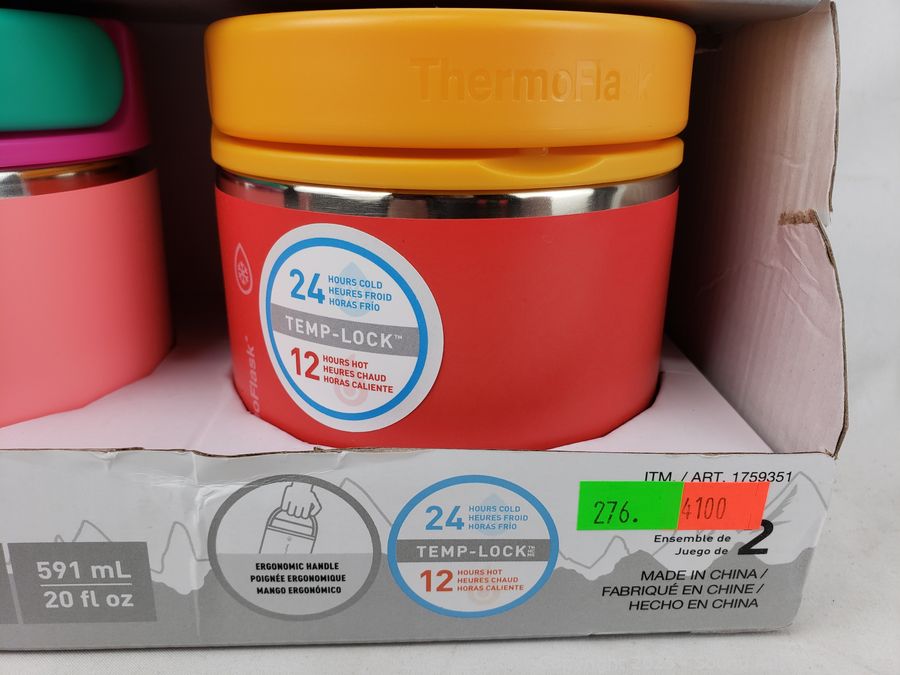 ThermoFlask
24 HOURS COLD
HEURES FROID
HORAS FRÍO
TEMP-LOCK™
12 HOURS HOT
HEURES CHAUD
HORAS CALIENTE
oFlask
ITM. / ART. 1759351
276. 4100
Ensemble de
Juego de 2
MADE IN CHINA /
FABRIQUÉ EN CHINE /
HECHO EN CHINA
591 mL
20 fl oz
ERGONOMIC HANDLE
POIGNÉE ERGONOMIQUE
MANGO ERGONÓMICO
24 HOURS COLD
HEURES FROID
HORAS FRÍO
TEMP-LOCK
12 HOURS HOT
HEURES CHAUD
HORAS CALIENTE